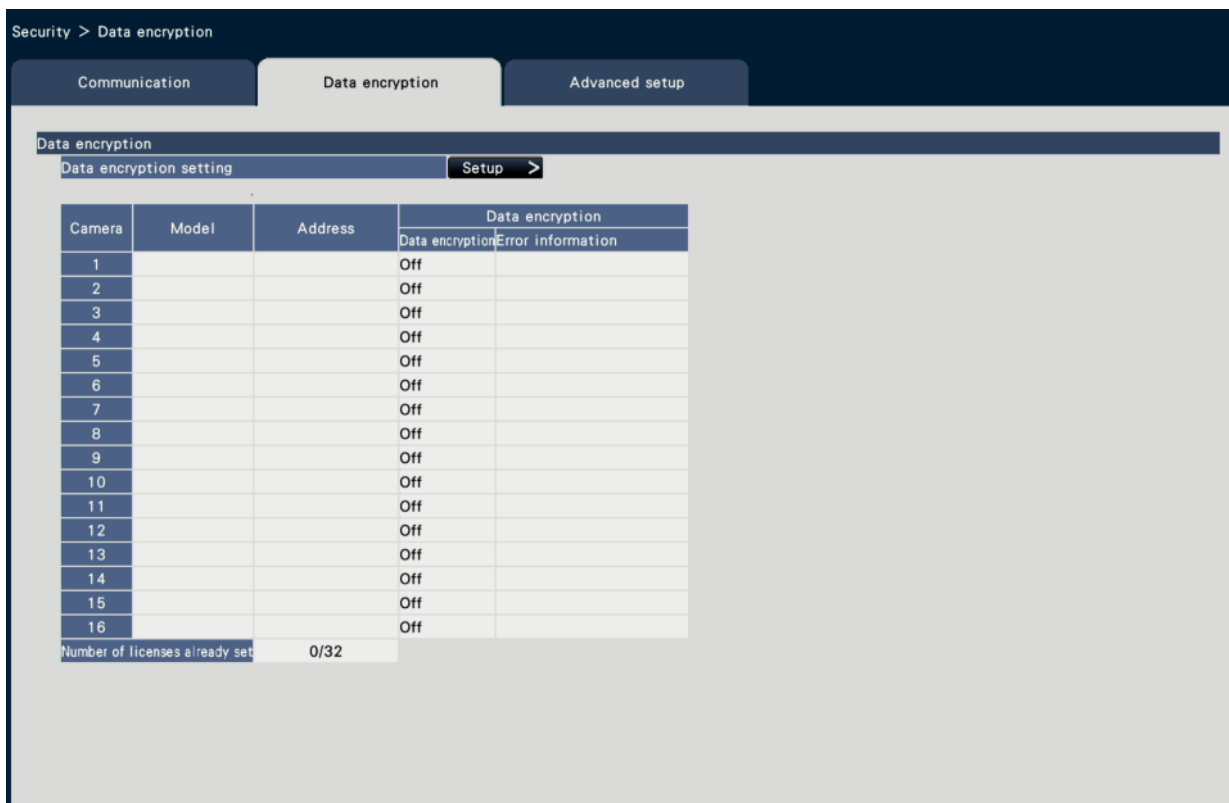 Security > Data encryption
Communication Data encryption Advanced setup
Data encryption
Data encryption setting Setup >
Camera Model Address Data encryption
Data encryption Error information
1 Off
2 Off
3 Off
4 Off
5 Off
6 Off
7 Off
8 Off
9 Off
10 Off
11 Off
12 Off
13 Off
14 Off
15 Off
16 Off
Number of licenses already set 0/32